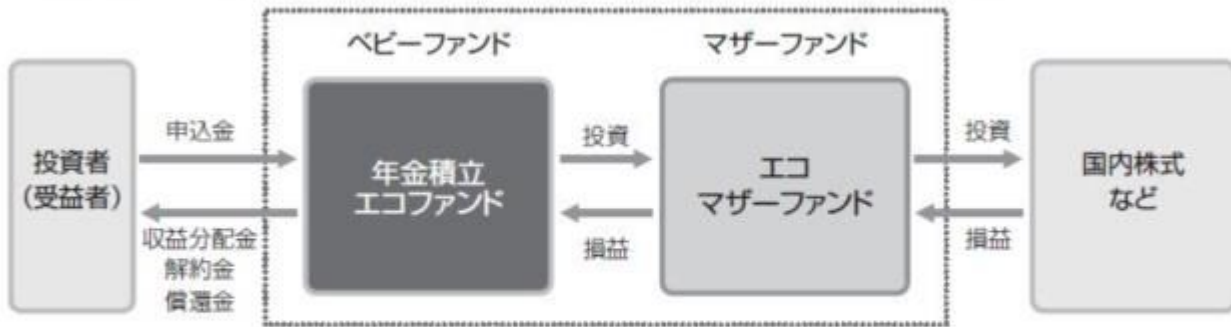 ベビーファンド
マザーファンド
投資者
(受益者)
申込金
収益分配金
解約金
償還金
年金積立
エコファンド
投資
損益
エコ
マザーファンド
投資
損益
国内株式
など